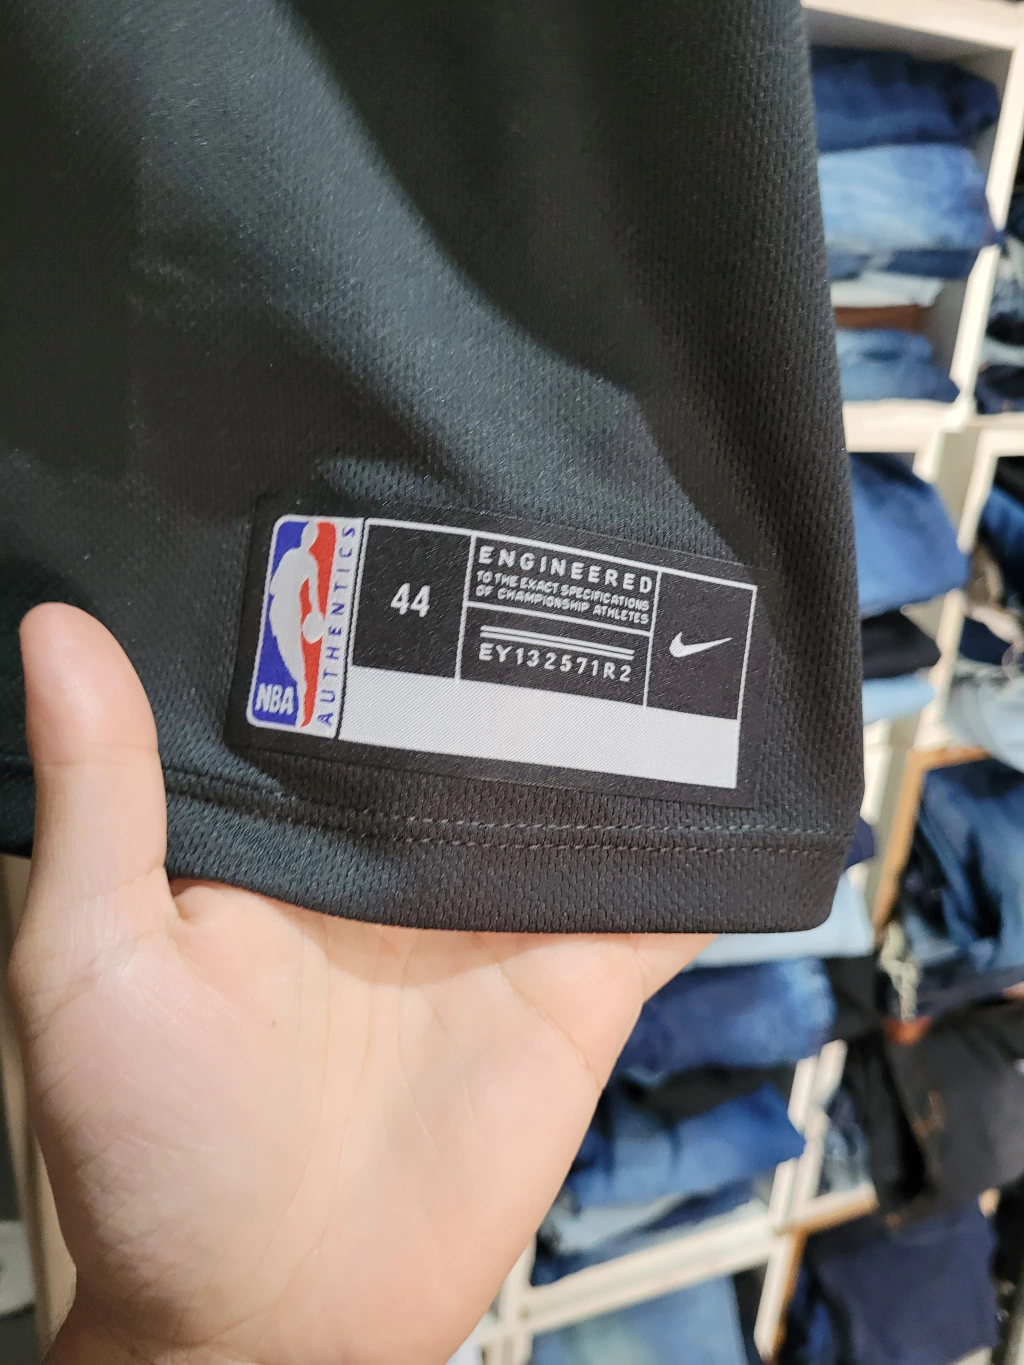 NBA
AUTHENTICS
44
ENGINEERED
TO THE EXACT SPECIFICATIONS
OF CHAMPIONSHIP ATHLETES
EY132571R2